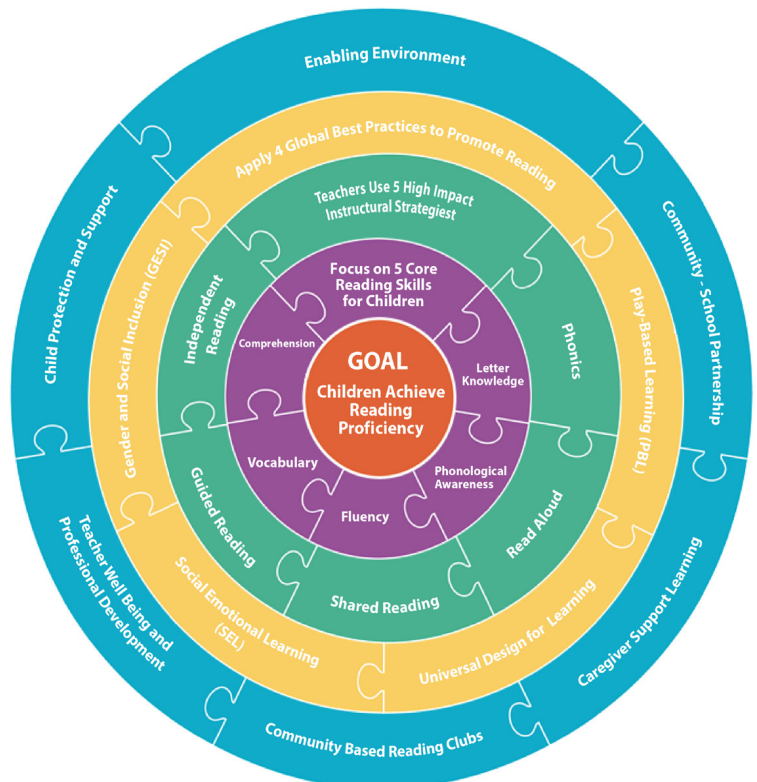 Enabling Environment
Community - School Partnership
Caregiver Support Learning
Community Based Reading Clubs
Teacher Well Being and
Professional Development
Child Protection and Support
Apply 4 Global Best Practices to Promote Reading
Play-Based Learning (PBL)
Universal Design for Learning
Social Emotional Learning
(SEL)
Gender and Social Inclusion (GESI)
Teachers Use 5 High Impact
Instructural Strategiest
Phonics
Read Aloud
Shared Reading
Guided Reading
Independent
Reading
Focus on 5 Core
Reading Skills
for Children
Letter
Knowledge
Phonological
Awareness
Fluency
Vocabulary
Comprehension
GOAL
Children Achieve
Reading
Proficiency